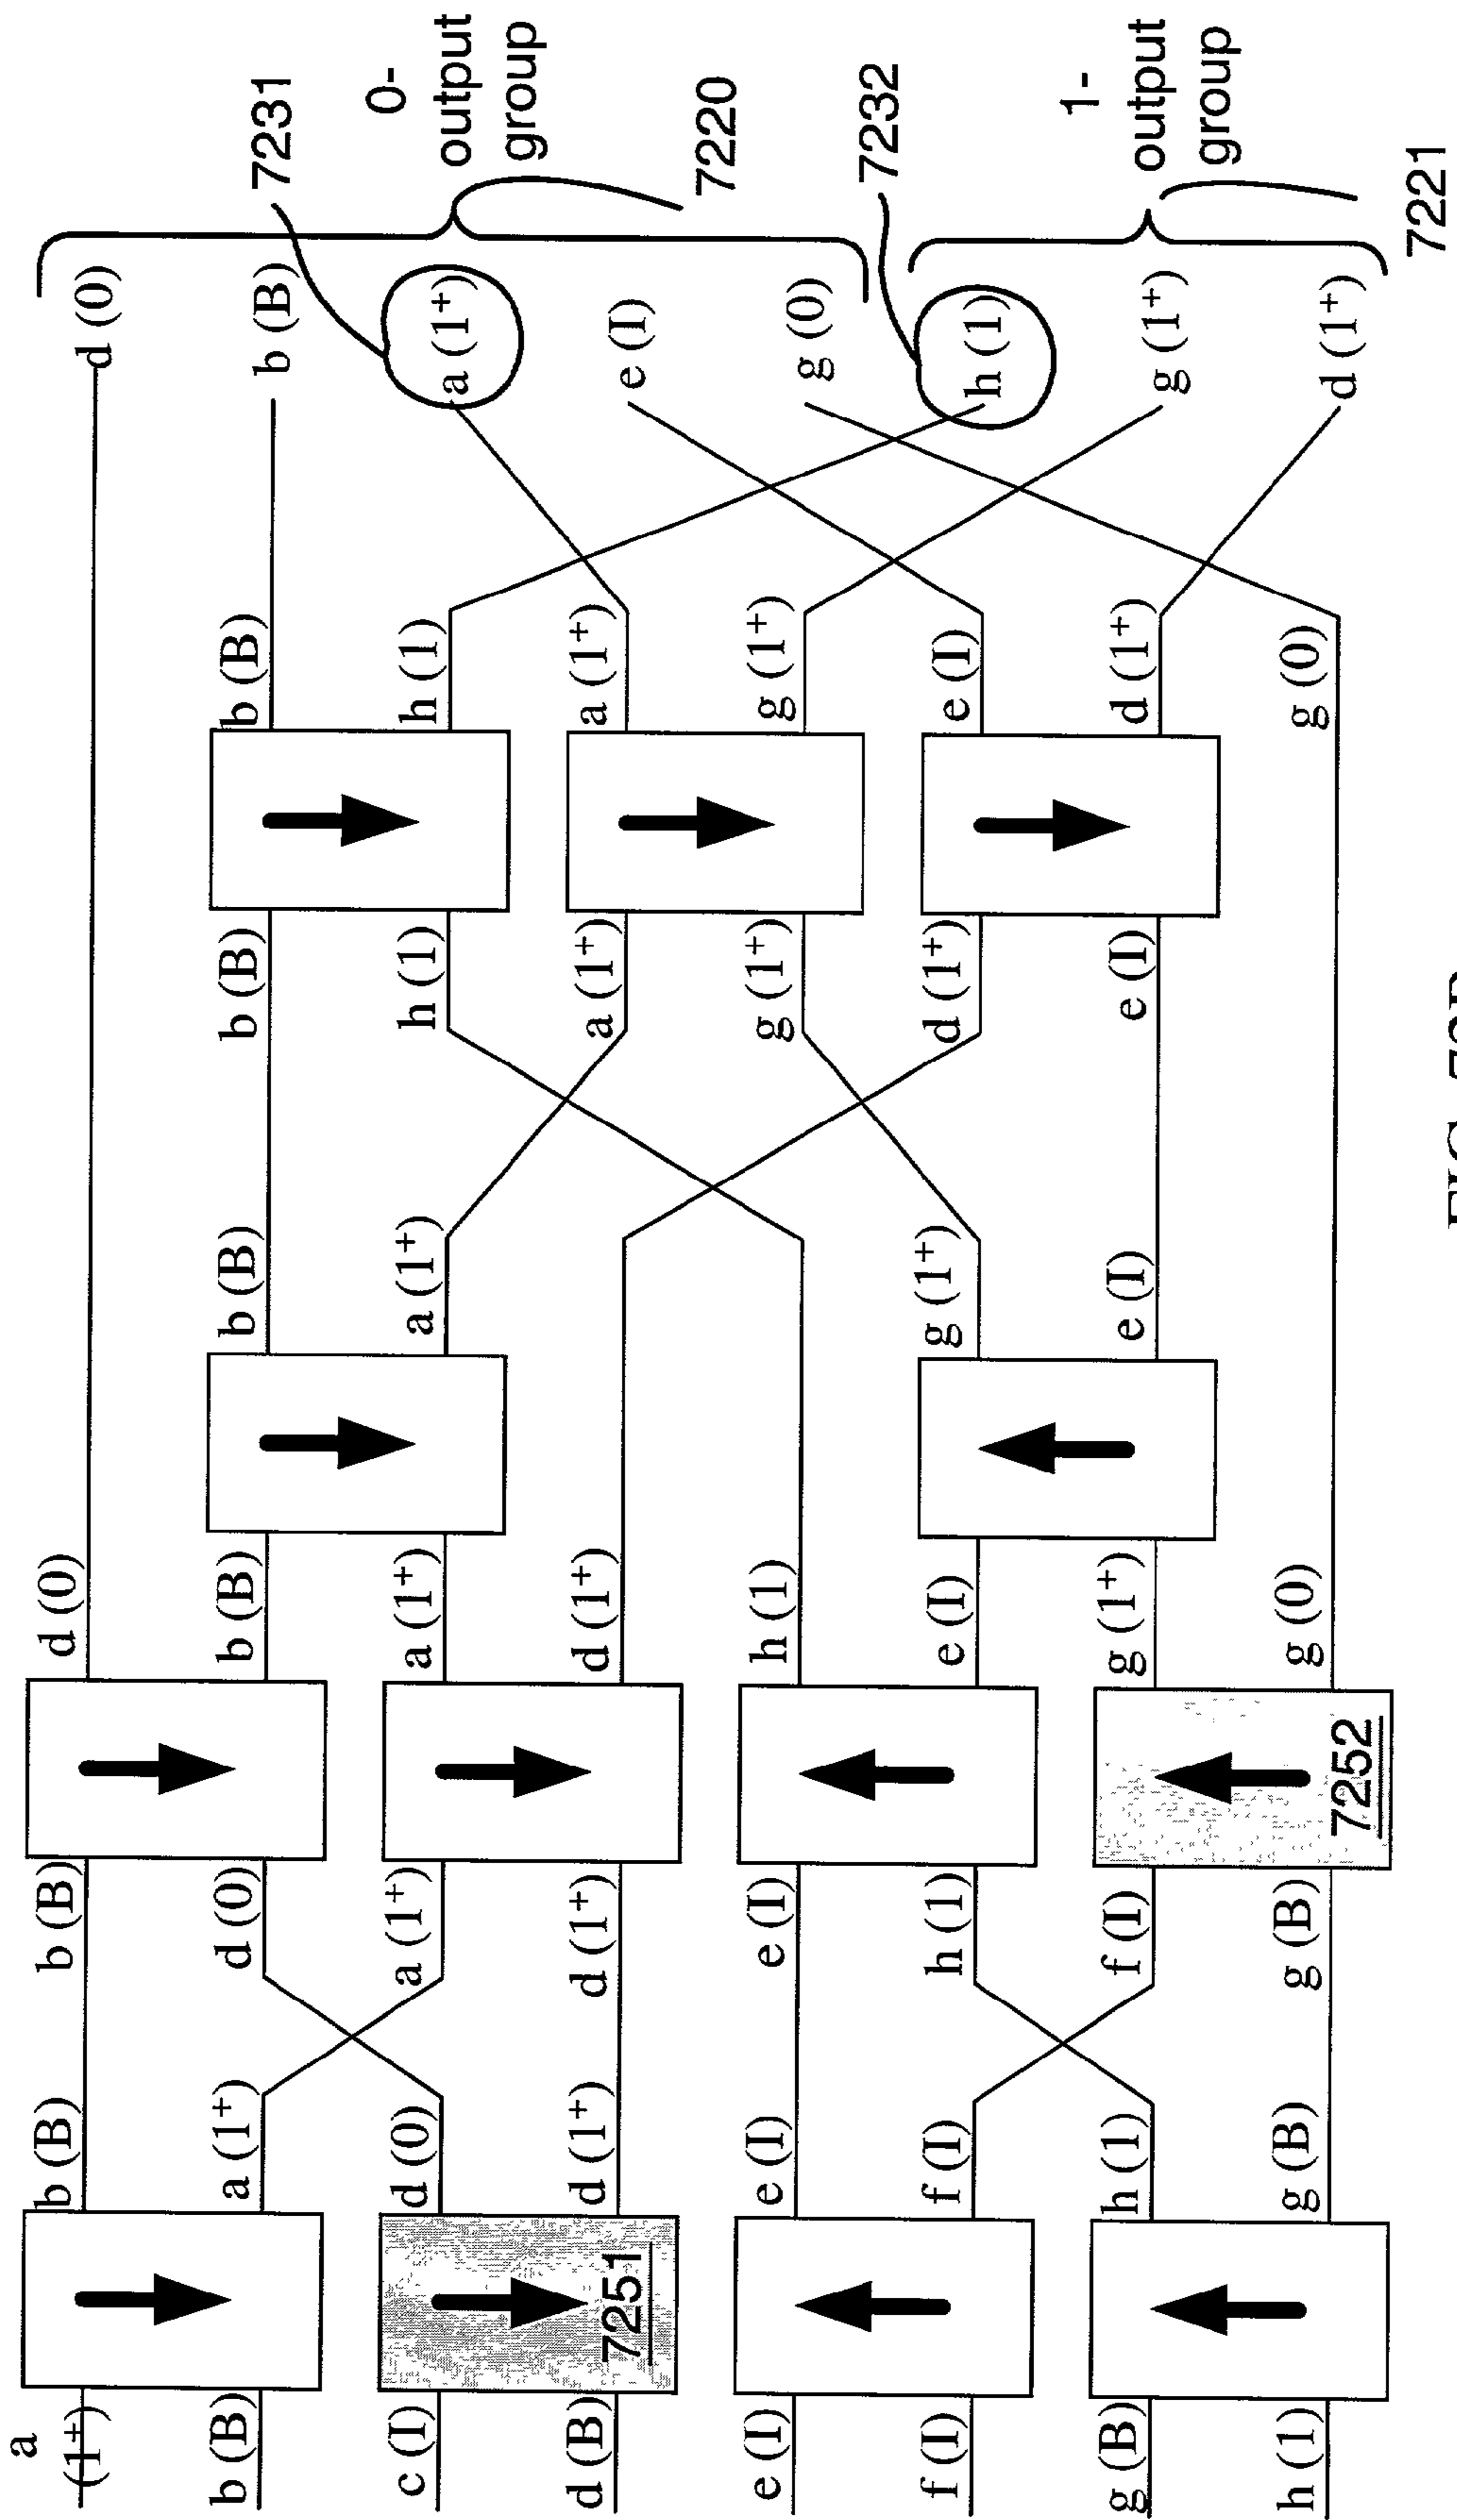 a
(1⁺) b (B) b (B) d (0) d (0)
b (B) a (1⁺) d (0) b (B) b (B) b (B) b (B) b (B)
7231
0-
output
group
c (I) d (0) a (1⁺) a (1⁺) a (1⁺) h (1) h (1) a (1⁺)
7251
d (B) d (1⁺) d (1⁺) d (1⁺) a (1⁺) a (1⁺) e (I)
7220
e (I) e (I) e (I) h (1) g (1⁺) g (1⁺) g (0)
7232
f (I) f (I) h (1) e (I) g (1⁺) d (1⁺) e (I) h (1)
1-
output
group
g (B) h (1) f (I) g (1⁺) e (I) e (I) d (1⁺) g (1⁺)
h (1) g (B) g (B) g (0) g (0) d (1⁺)
7252
7221